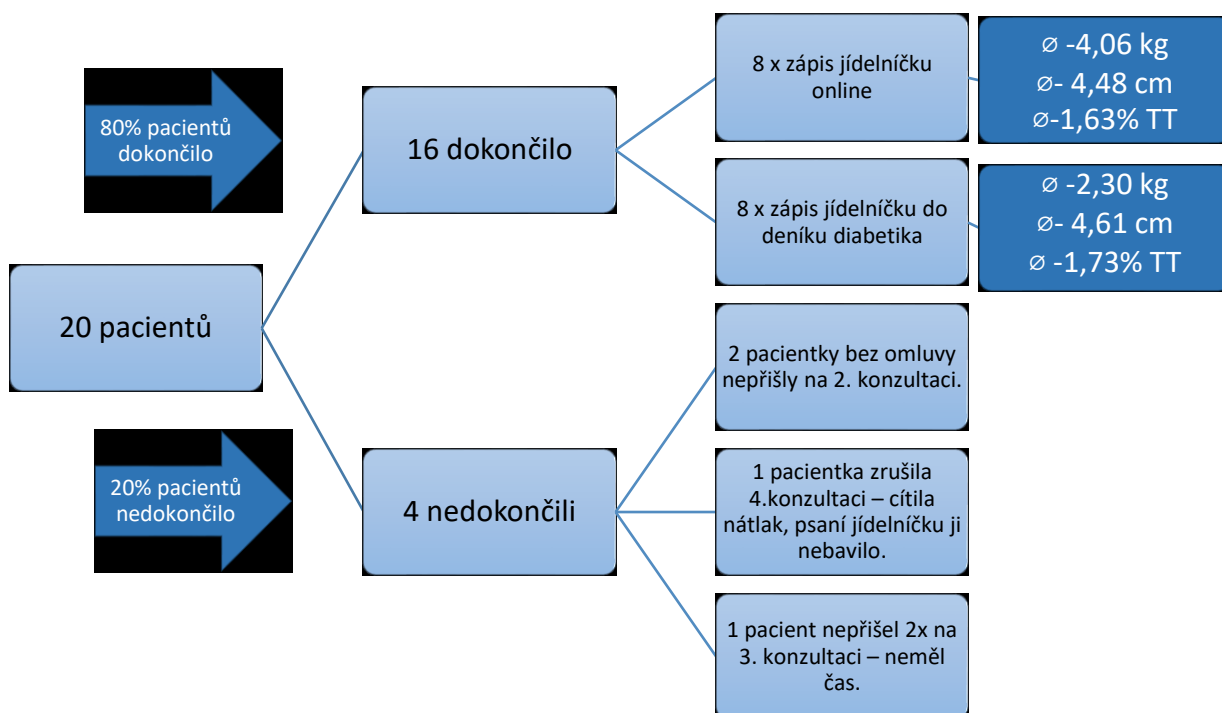 80% pacientů
dokončilo
20 pacientů
20% pacientů
nedokončilo
16 dokončilo
4 nedokončili
8 x zápis jídelníčku
online
ø -4,06 kg
ø- 4,48 cm
ø-1,63% TT
8 x zápis jídelníčku do
deníku diabetika
ø -2,30 kg
ø- 4,61 cm
ø -1,73% TT
2 pacientky bez omluvy
nepřišly na 2. konzultaci.
1 pacientka zrušila
4.konzultaci – cítila
nátlak, psaní jídelníčku ji
nebavilo.
1 pacient nepřišel 2x na
3. konzultaci – neměl
čas.